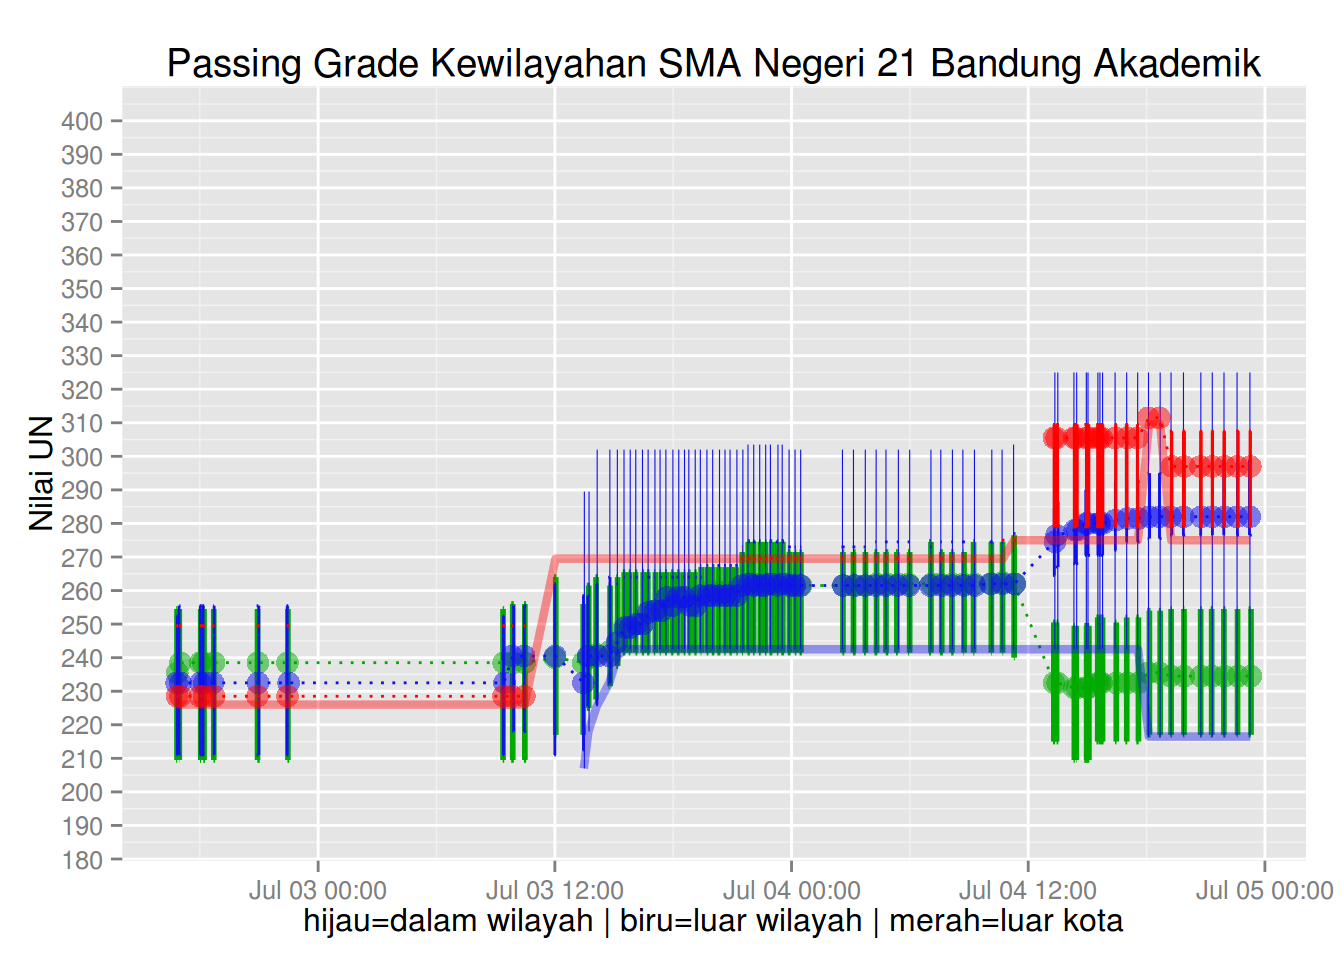 Passing Grade Kewilayahan SMA Negeri 21 Bandung Akademik
Nilai UN
400
390
380
370
360
350
340
330
320
310
300
290
280
270
260
250
240
230
220
210
200
190
180
Jul 03 00:00
Jul 03 12:00
Jul 04 00:00
Jul 04 12:00
Jul 05 00:00
hijau=dalam wilayah | biru=luar wilayah | merah=luar kota